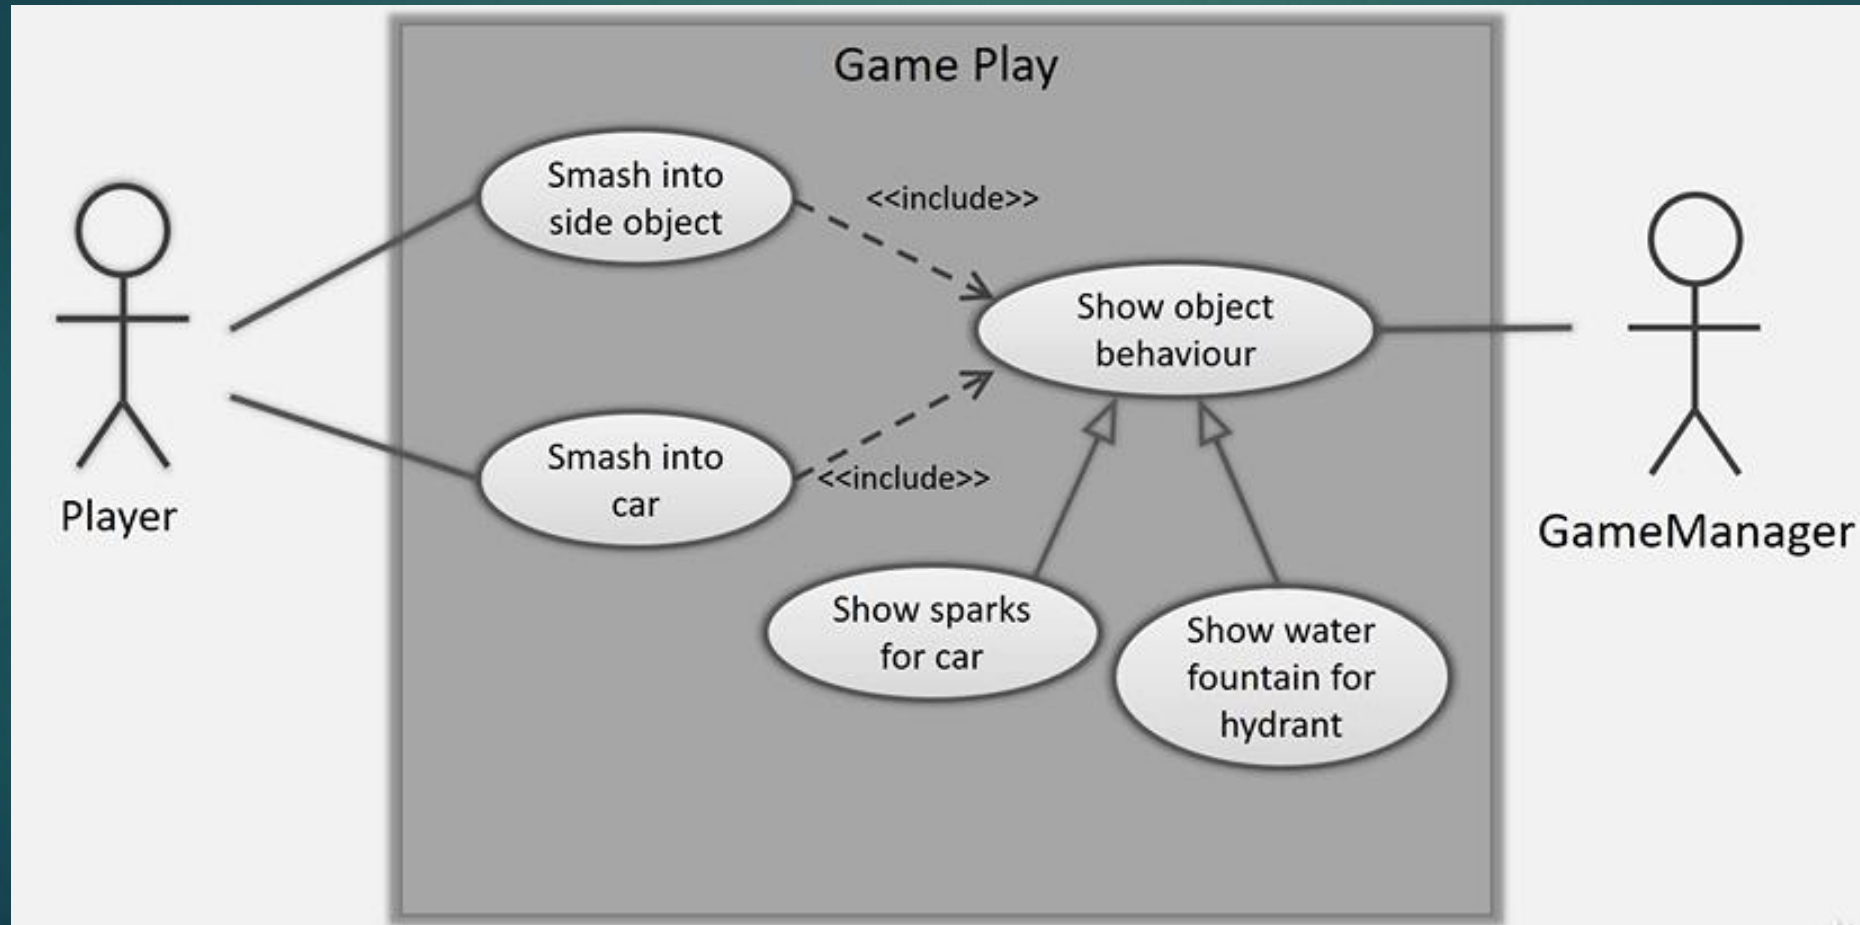 Game Play
Smash into
side object
<<include>>
Show object
behaviour
Smash into
car
<<include>>
Player
GameManager
Show sparks
for car
Show water
fountain for
hydrant